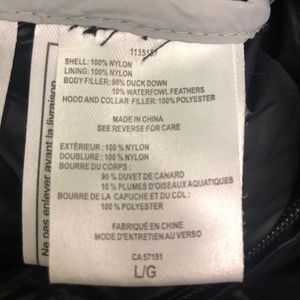 SHELL: 100% NYLON
LINING: 100% NYLON
BODY FILLER: 90% DUCK DOWN
10% WATERFOWL FEATHERS
HOOD AND COLLAR FILLER: 100% POLYESTER
MADE IN CHINA
SEE REVERSE FOR CARE
EXTÉRIEUR : 100 % NYLON
DOUBLURE : 100 % NYLON
BOURRE DU CORPS :
90 % DUVET DE CANARD
10 % PLUMES D'OISEAUX AQUATIQUES
BOURRE DE LA CAPUCHE ET DU COL :
100 % POLYESTER
FABRIQUÉ EN CHINE
MODE D'ENTRETIEN AU VERSO
CA 57151
L/G
Ne pas enlever avant la livraison